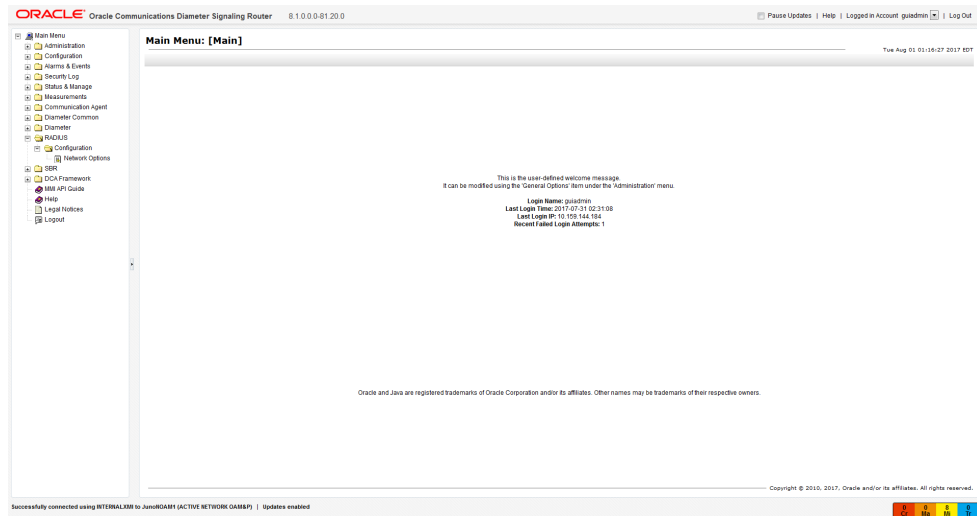 ORACLE® Oracle Communications Diameter Signaling Router 8.1.0.0.0-81.20.0
Pause Updates | Help | Logged in Account guiadmin | Log Out
Main Menu
Administration
Configuration
Alarms & Events
Security Log
Status & Manage
Measurements
Communication Agent
Diameter Common
Diameter
RADIUS
Configuration
Network Options
SBR
DCA Framework
MMI API Guide
Help
Legal Notices
Logout
Main Menu: [Main]
Tue Aug 01 01:16:27 2017 EDT
This is the user-defined welcome message.
It can be modified using the 'General Options' item under the 'Administration' menu.
Login Name: guiadmin
Last Login Time: 2017-07-31 02:31:08
Last Login IP: 10.159.144.184
Recent Failed Login Attempts: 1
Oracle and Java are registered trademarks of Oracle Corporation and/or its affiliates. Other names may be trademarks of their respective owners.
Copyright © 2010, 2017, Oracle and/or its affiliates. All rights reserved.
Successfully connected using INTERNALXMI to JunoNOAM1 (ACTIVE NETWORK OAM&P) | Updates enabled
0 0 8 0
Cr Ma Mi Tr